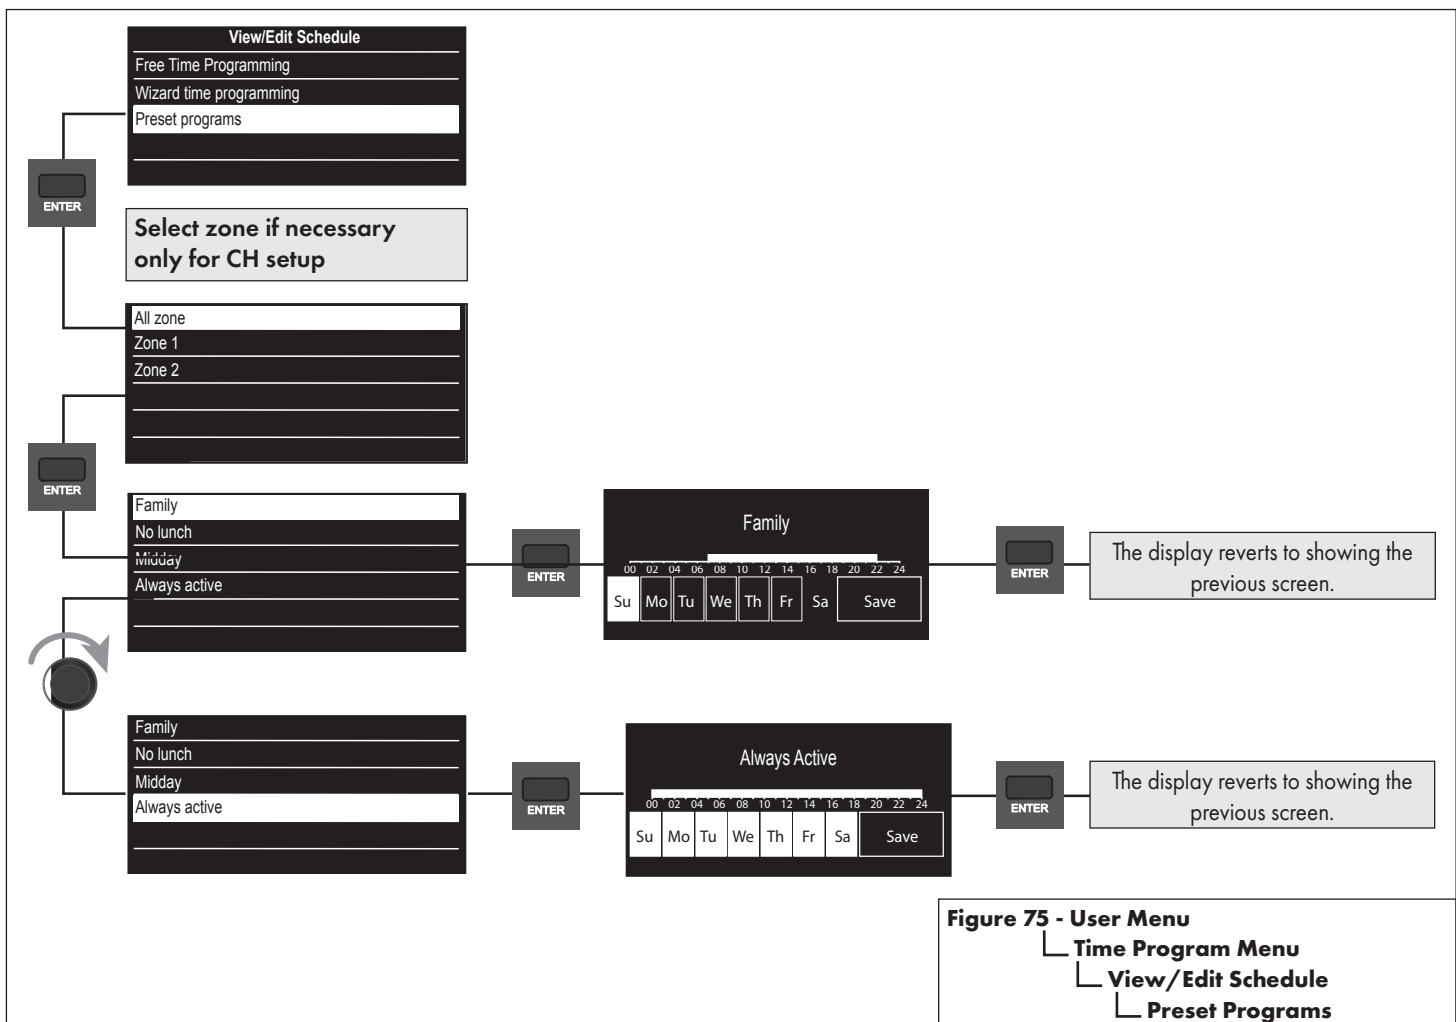 View/Edit Schedule
Free Time Programming
Wizard time programming
Preset programs
ENTER
Select zone if necessary
only for CH setup
All zone
Zone 1
Zone 2
ENTER
Family
No lunch
Midday
Always active
ENTER
Family
00 02 04 06 08 10 12 14 16 18 20 22 24
Su Mo Tu We Th Fr Sa Save
ENTER
The display reverts to showing the
previous screen.
Family
No lunch
Midday
Always active
ENTER
Always Active
00 02 04 06 08 10 12 14 16 18 20 22 24
Su Mo Tu We Th Fr Sa Save
ENTER
The display reverts to showing the
previous screen.
Figure 75 - User Menu
Time Program Menu
View/Edit Schedule
Preset Programs